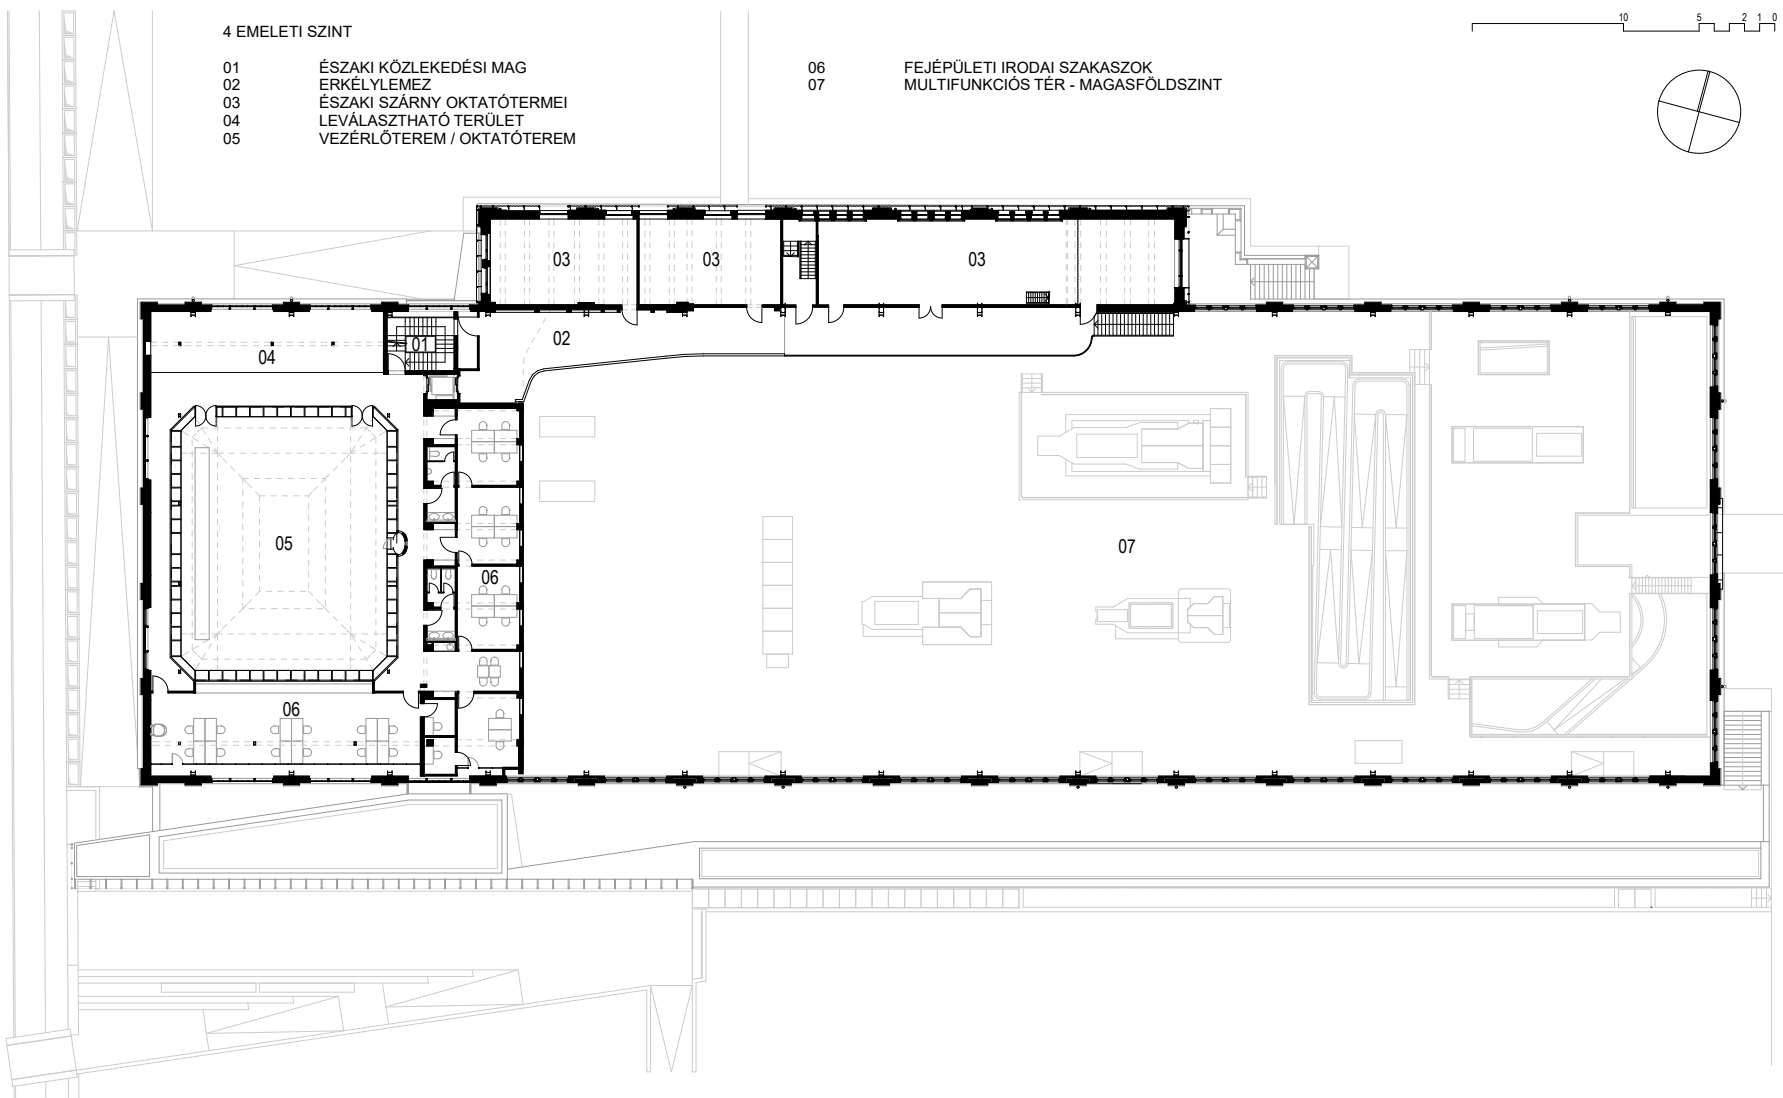 4 EMELETI SZINT
01 ÉSZAKI KÖZLEKEDÉSI MAG
02 ERKÉLYLEMEZ
03 ÉSZAKI SZÁRNY OKTATÓTERMEI
04 LEVÁLASZTHATÓ TERÜLET
05 VEZÉRLŐTEREM / OKTATÓTEREM
06 FEJÉPÜLETI IRODAI SZAKASZOK
07 MULTIFUNKCIÓS TÉR - MAGASFÖLDSZINT
10 5 2 1 0
03 03 03
02
01
04
05
07
06
06